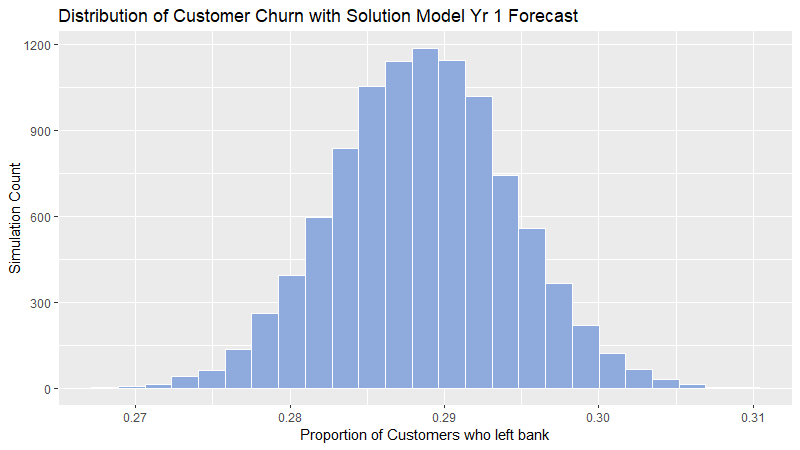 Distribution of Customer Churn with Solution Model Yr 1 Forecast
1200
900
600
300
0
Simulation Count
0.27 0.28 0.29 0.30 0.31
Proportion of Customers who left bank